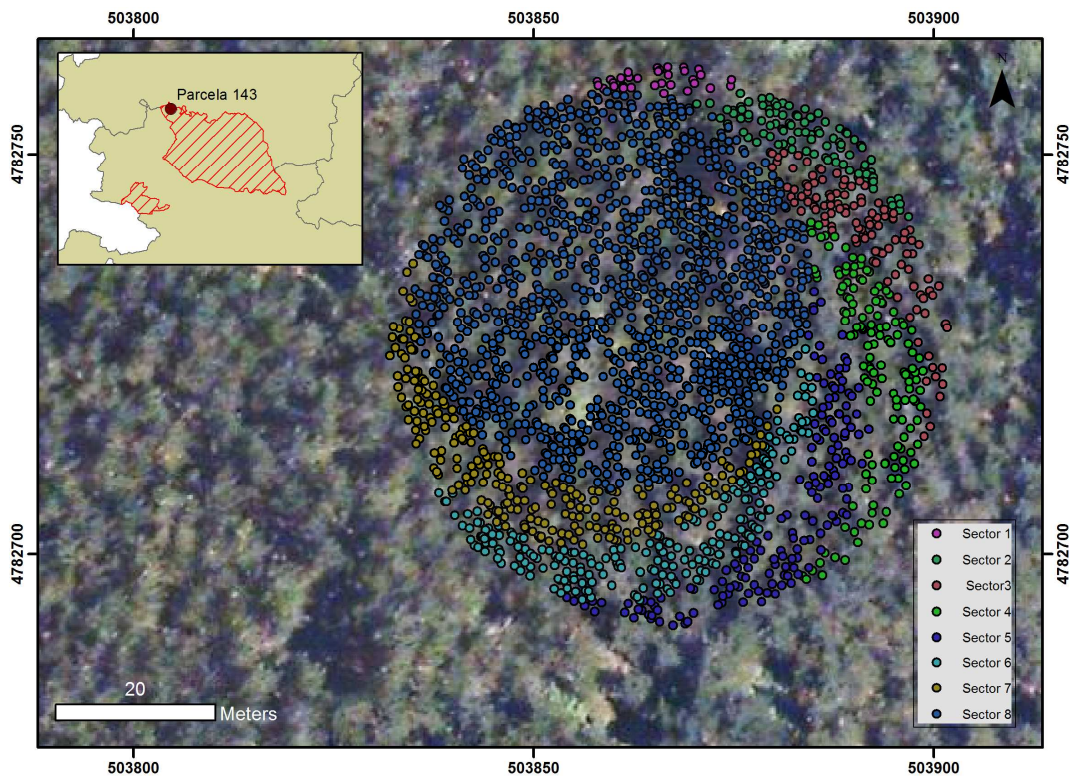 503800 503850 503900
4782750 4782750
Parcela 143
N
4782700 4782700
Sector 1
Sector 2
Sector3
Sector 4
Sector 5
Sector 6
Sector 7
Sector 8
20
Meters
503800 503850 503900